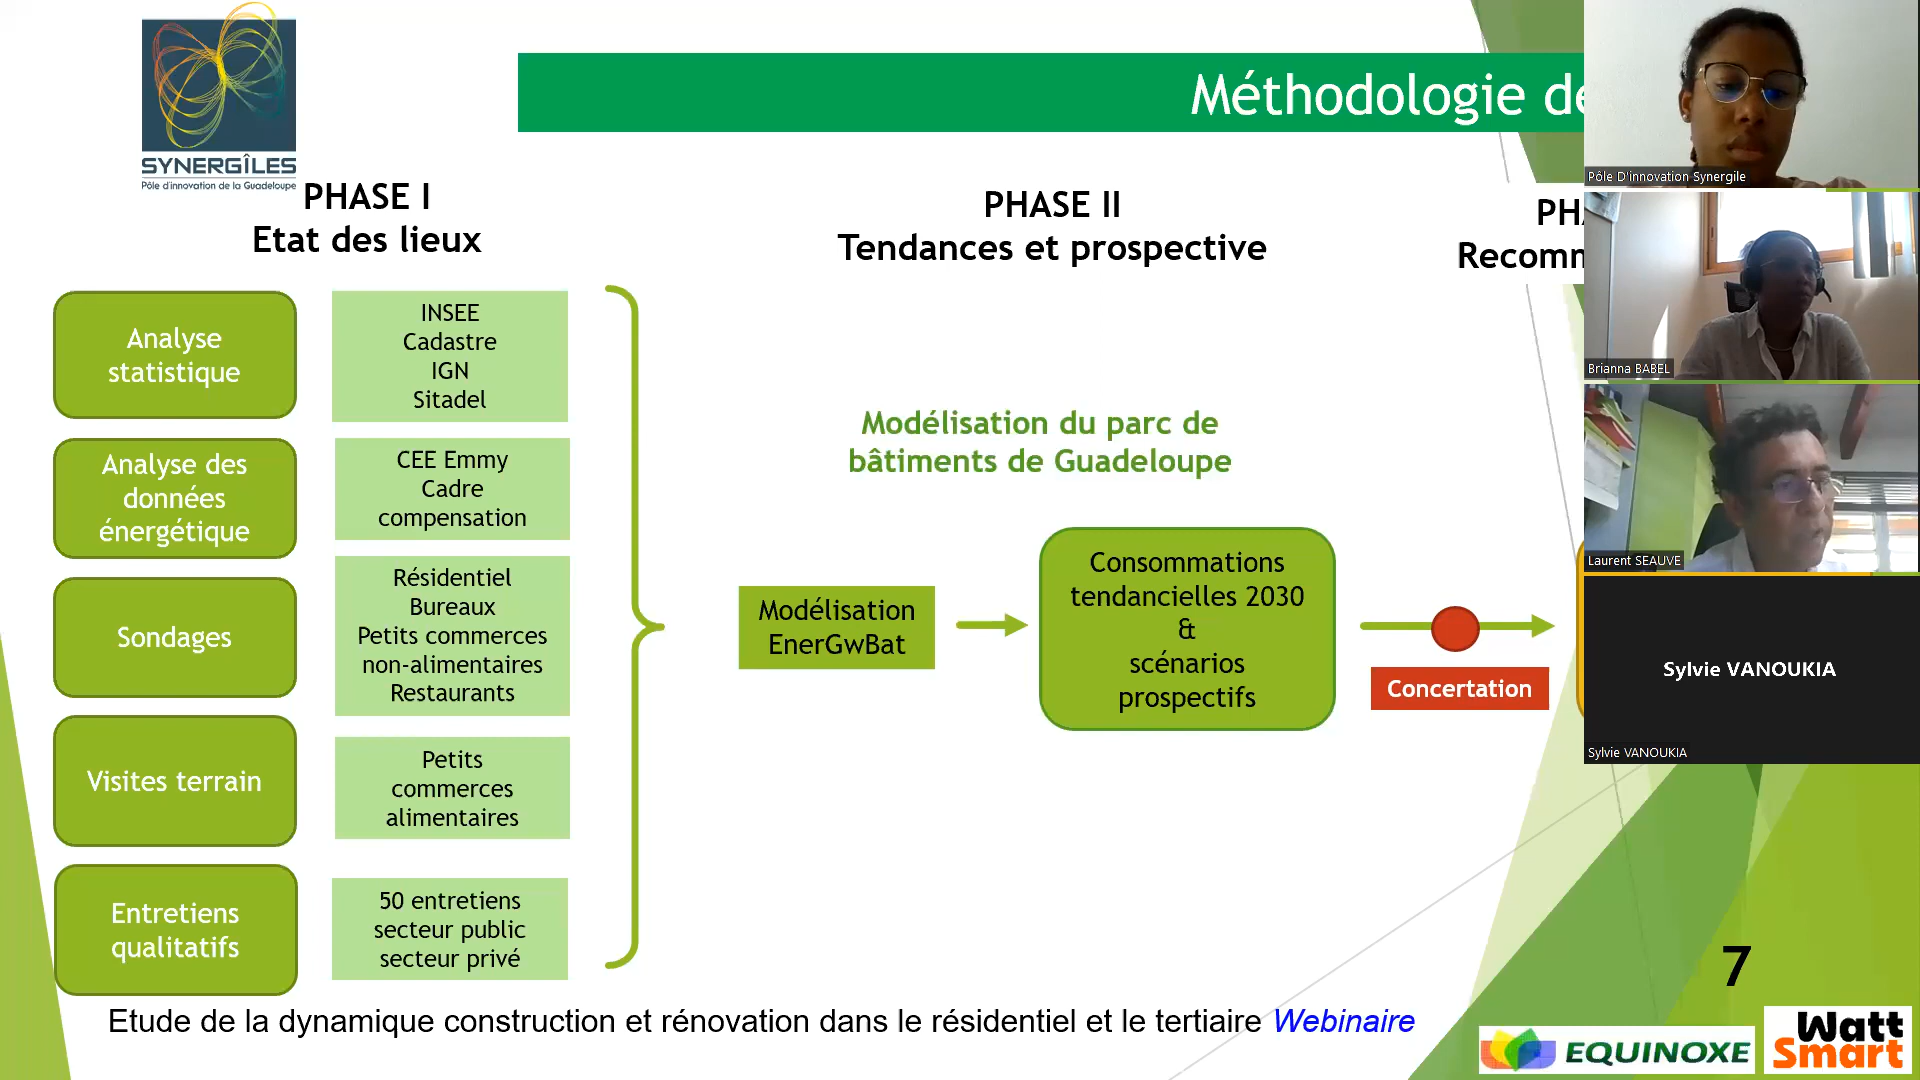 SYNERGÎLES
Pôle d'innovation de la Guadeloupe
Méthodologie de
PHASE I
Etat des lieux
Analyse
statistique
INSEE
Cadastre
IGN
Sitadel
Analyse des
données
énergétique
CEE Emmy
Cadre
compensation
Sondages
Résidentiel
Bureaux
Petits commerces
non-alimentaires
Restaurants
Visites terrain
Petits
commerces
alimentaires
Entretiens
qualitatifs
50 entretiens
secteur public
secteur privé
PHASE II
Tendances et prospective
Modélisation du parc de
bâtiments de Guadeloupe
Modélisation
EnerGwBat
Consommations
tendancielles 2030
&
scénarios
prospectifs
Concertation
Pôle D'innovation Synergile
Brianna BABEL
Laurent SEAUVE
Sylvie VANOUKIA
Sylvie VANOUKIA
7
Etude de la dynamique construction et rénovation dans le résidentiel et le tertiaire Webinaire
EQUINOXE
Watt
Smart